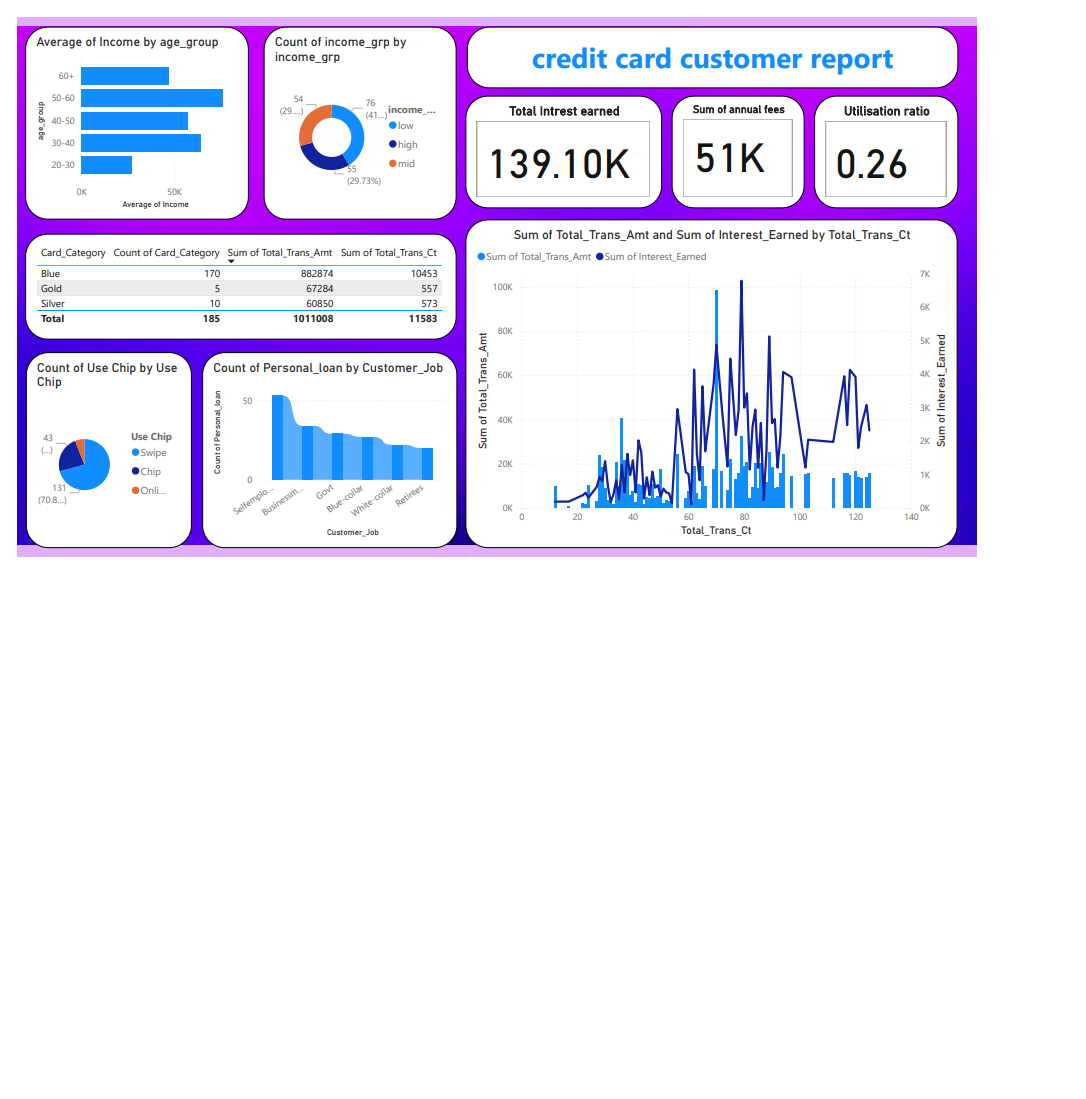 Average of Income by age_group
60+
50-60
40-50
30-40
20-30
age_group
0K 50K
Average of Income
Count of income_grp by
income_grp
54
(29....)
76
(41...)
55
(29.73%)
income_...
low
high
mid
credit card customer report
Total Intrest earned
139.10K
Sum of annual fees
51K
Utilisation ratio
0.26
Card_Category Count of Card_Category Sum of Total_Trans_Amt Sum of Total_Trans_Ct
Blue 170 882874 10453
Gold 5 67284 557
Silver 10 60850 573
Total 185 1011008 11583
Count of Use Chip by Use
Chip
43
(...)
131
(70.8...)
Use Chip
Swipe
Chip
Onli...
Count of Personal_loan by Customer_Job
Count of Personal_loan
50
0
Selfemplo...
Businessm...
Govt
Blue-collar
White-collar
Retirees
Customer_Job
Sum of Total_Trans_Amt and Sum of Interest_Earned by Total_Trans_Ct
Sum of Total_Trans_Amt Sum of Interest_Earned
Sum of Total_Trans_Amt
100K
80K
60K
40K
20K
0K
7K
6K
5K
4K
3K
2K
1K
0K
Sum of Interest_Earned
0 20 40 60 80 100 120 140
Total_Trans_Ct